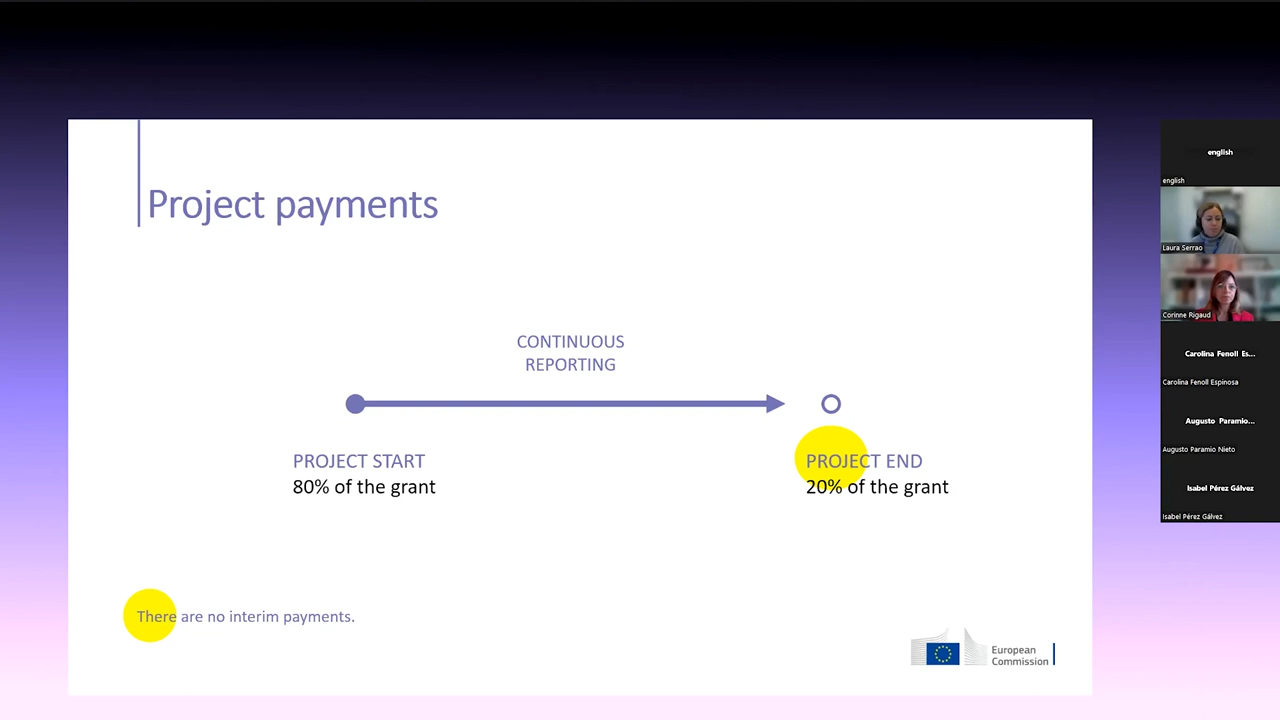 Project payments
CONTINUOUS
REPORTING
PROJECT START
80% of the grant
PROJECT END
20% of the grant
There are no interim payments.
European
Commission
english
english
Laura Serrao
Corinne Rigaud
Carolina Fenoll Es...
Carolina Fenoll Espinosa
Augusto Paramio...
Augusto Paramio Nieto
Isabel Pérez Gálvez
Isabel Pérez Gálvez